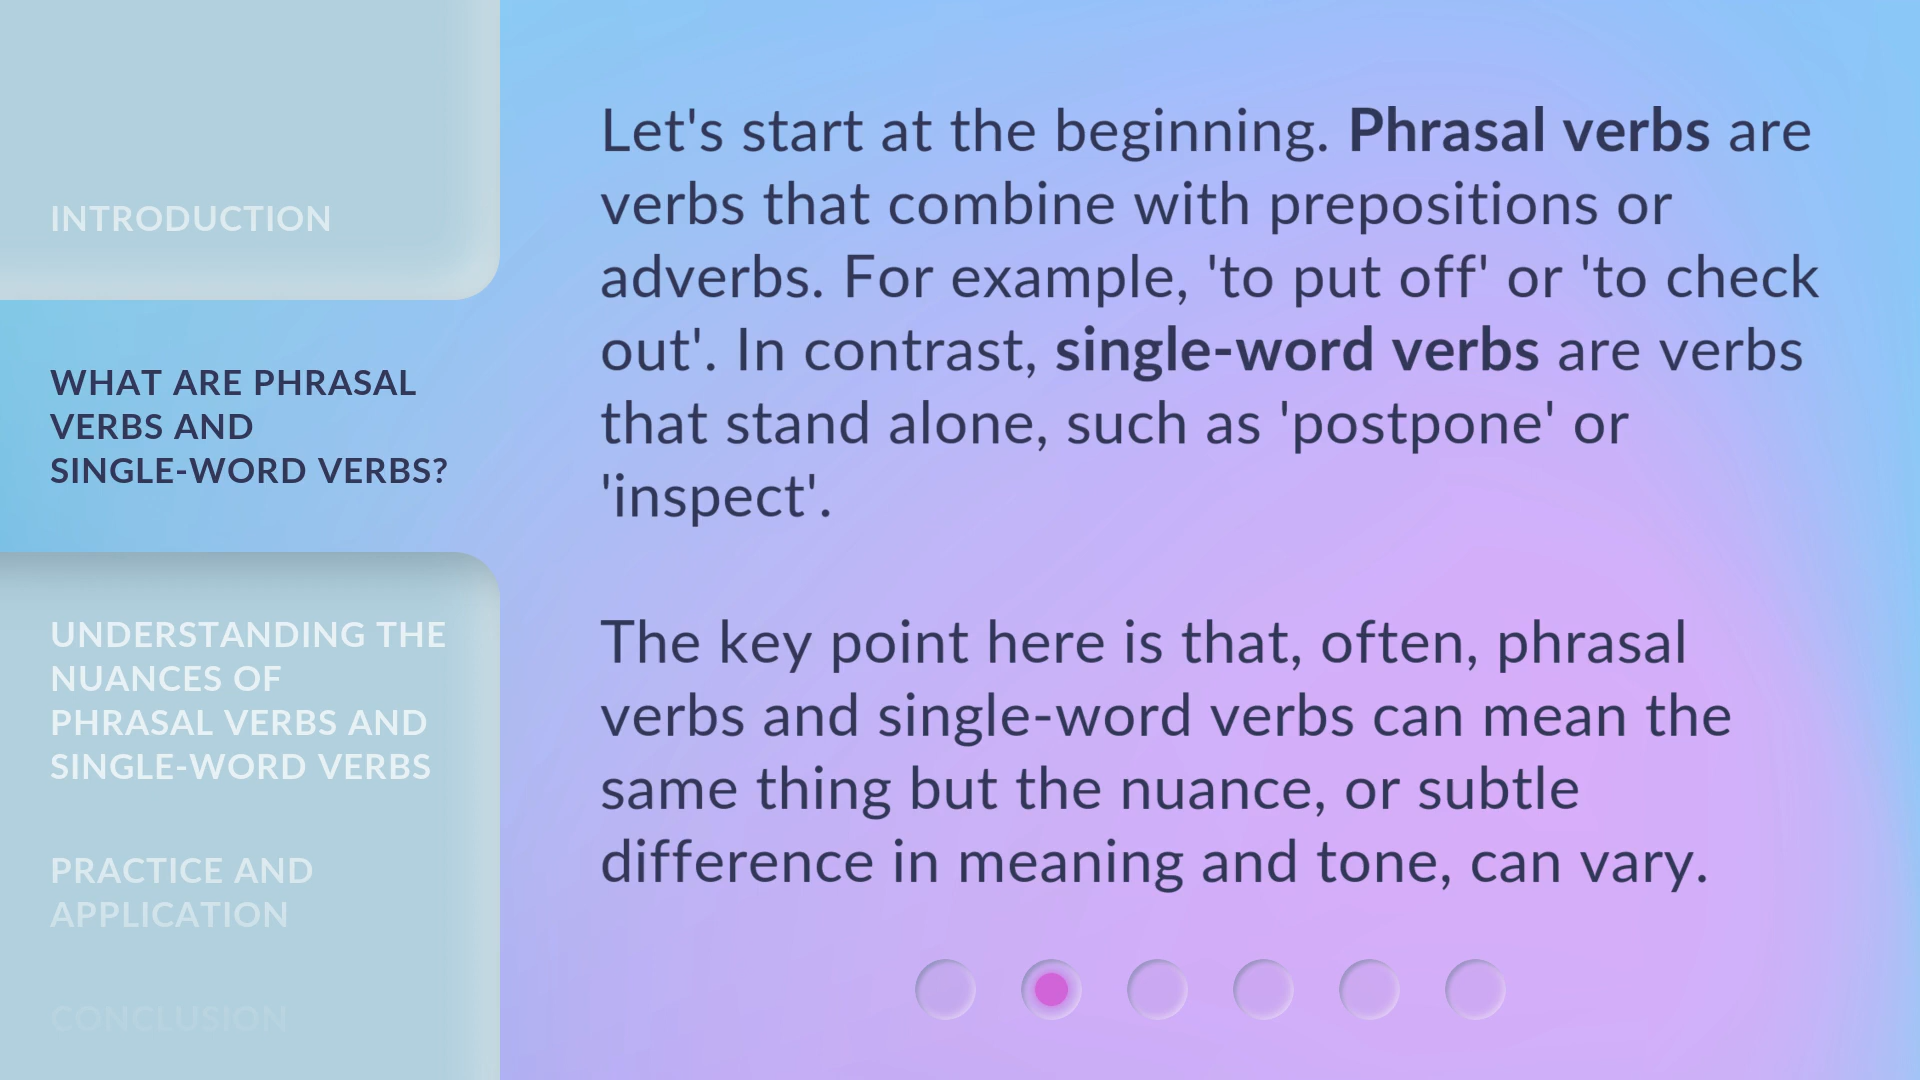 INTRODUCTION
WHAT ARE PHRASAL
VERBS AND
SINGLE-WORD VERBS?
UNDERSTANDING THE
NUANCES OF
PHRASAL VERBS AND
SINGLE-WORD VERBS
PRACTICE AND
APPLICATION
CONCLUSION
Let's start at the beginning. Phrasal verbs are
verbs that combine with prepositions or
adverbs. For example, 'to put off' or 'to check
out'. In contrast, single-word verbs are verbs
that stand alone, such as 'postpone' or
'inspect'.
The key point here is that, often, phrasal
verbs and single-word verbs can mean the
same thing but the nuance, or subtle
difference in meaning and tone, can vary.